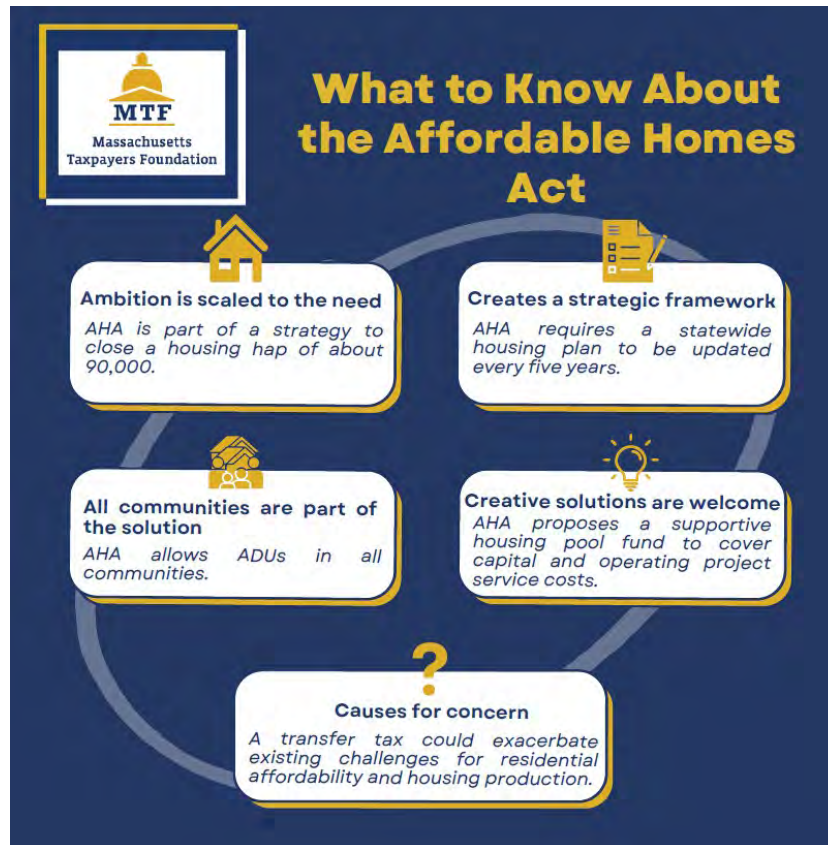 MTF
Massachusetts
Taxpayers Foundation
What to Know About
the Affordable Homes
Act
Ambition is scaled to the need
AHA is part of a strategy to
close a housing hap of about
90,000.
Creates a strategic framework
AHA requires a statewide
housing plan to be updated
every five years.
All communities are part of
the solution
AHA allows ADUs in all
communities.
Creative solutions are welcome
AHA proposes a supportive
housing pool fund to cover
capital and operating project
service costs.
?
Causes for concern
A transfer tax could exacerbate
existing challenges for residential
affordability and housing production.